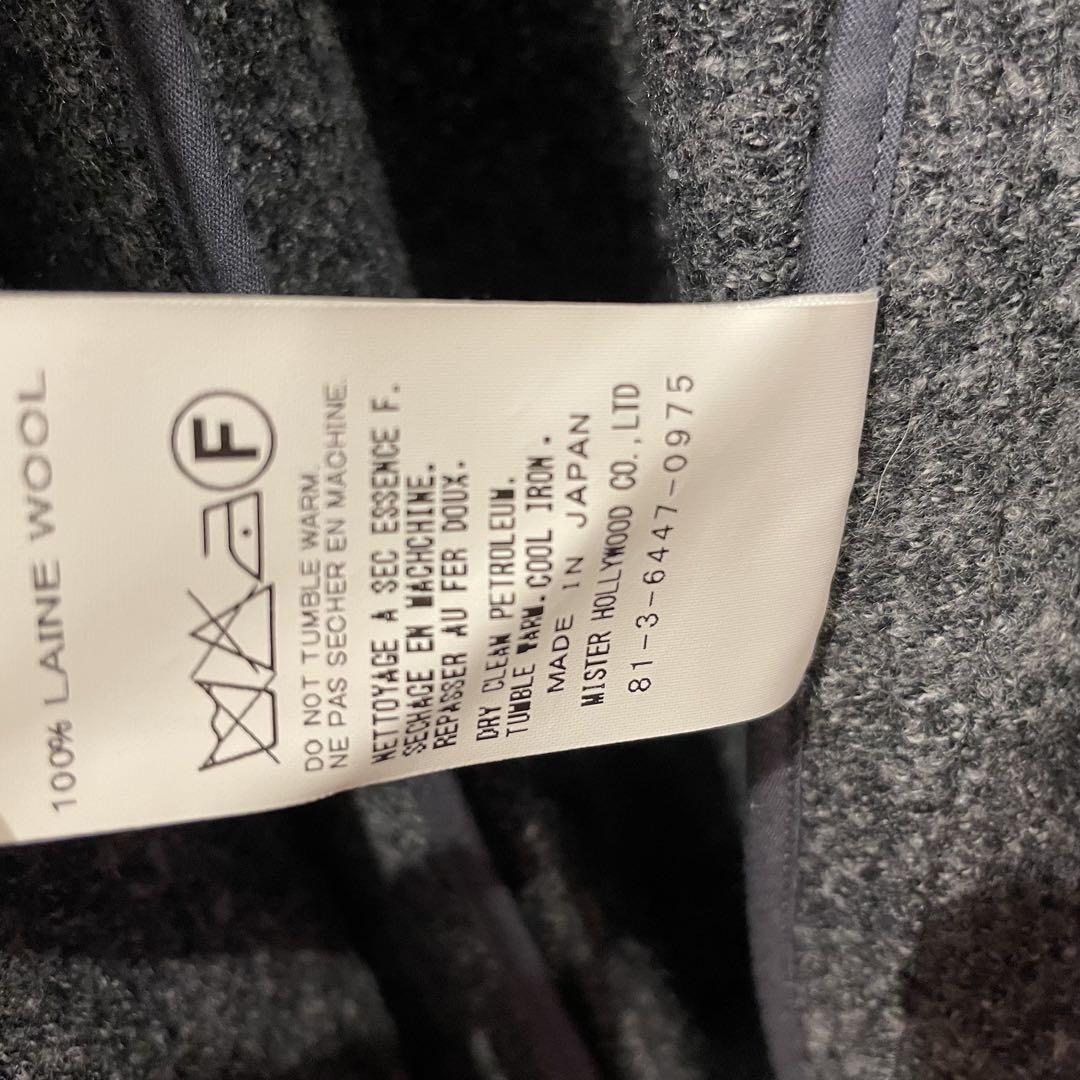 100% LAINE WOOL
F
DO NOT TUMBLE WARM.
NE PAS SECHER EN MACHINE.
NETTOYAGE A SEC ESSENCE F.
SECHAGE EN MACHCHINE.
REPASSER AU FER DOUX.
DRY CLEAN PETROLEUM.
TUMBLE WARM.COOL IRON.
MADE IN JAPAN
MISTER HOLLYWOOD CO.,LTD
81-3-6447-0975